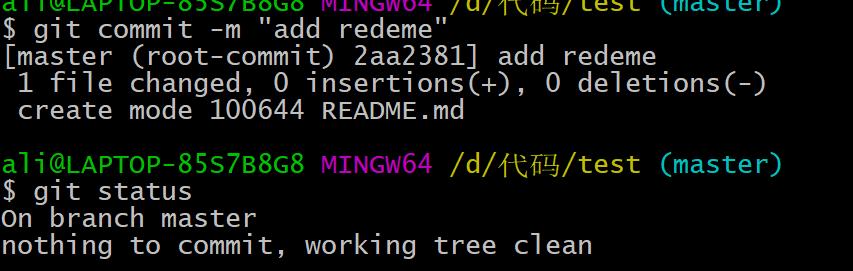 ali@LAPTOP-85S7B8G8 MINGW64 /d/代码/test (master)
$ git commit -m "add redeme"
[master (root-commit) 2aa2381] add redeme
 1 file changed, 0 insertions(+), 0 deletions(-)
 create mode 100644 README.md
ali@LAPTOP-85S7B8G8 MINGW64 /d/代码/test (master)
$ git status
On branch master
nothing to commit, working tree clean